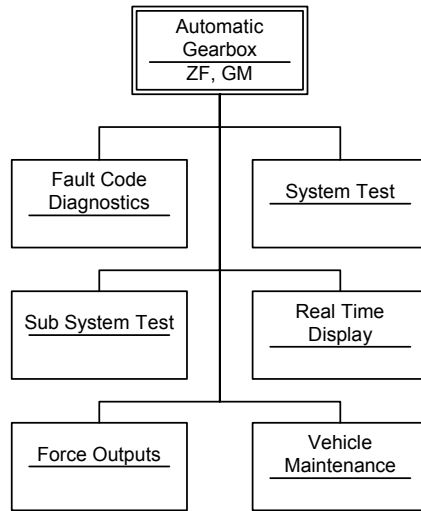 Automatic
Gearbox
ZF, GM
Fault Code
Diagnostics
System Test
Sub System Test
Real Time
Display
Force Outputs
Vehicle
Maintenance